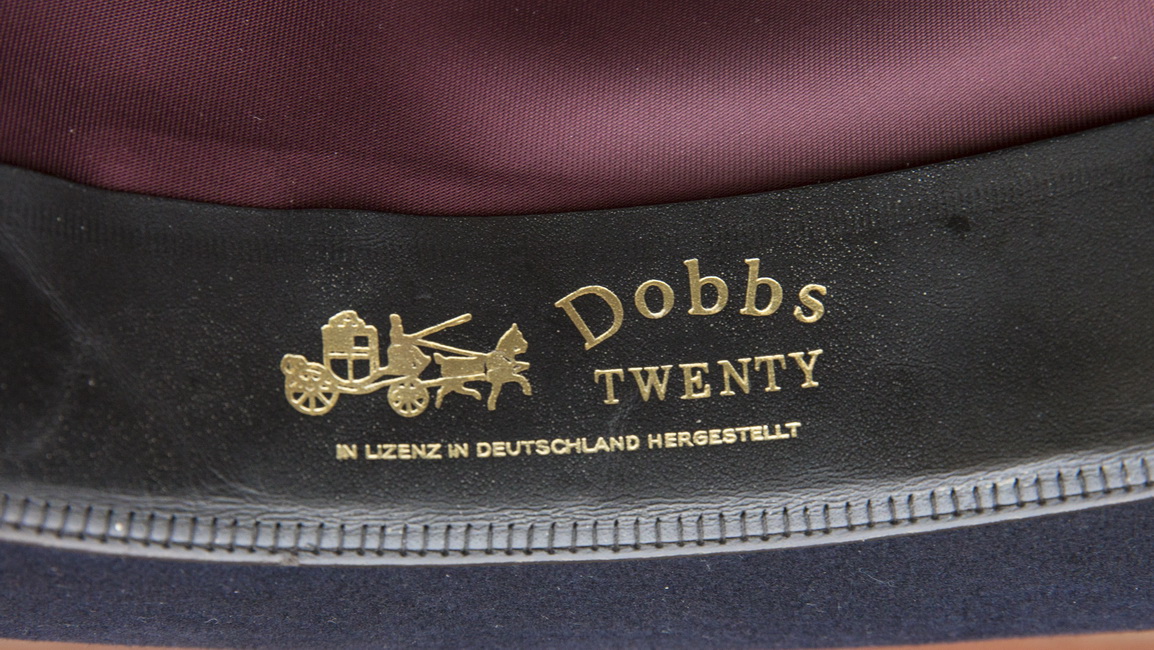 Dobbs
TWENTY
IN LIZENZ IN DEUTSCHLAND HERGESTELLT